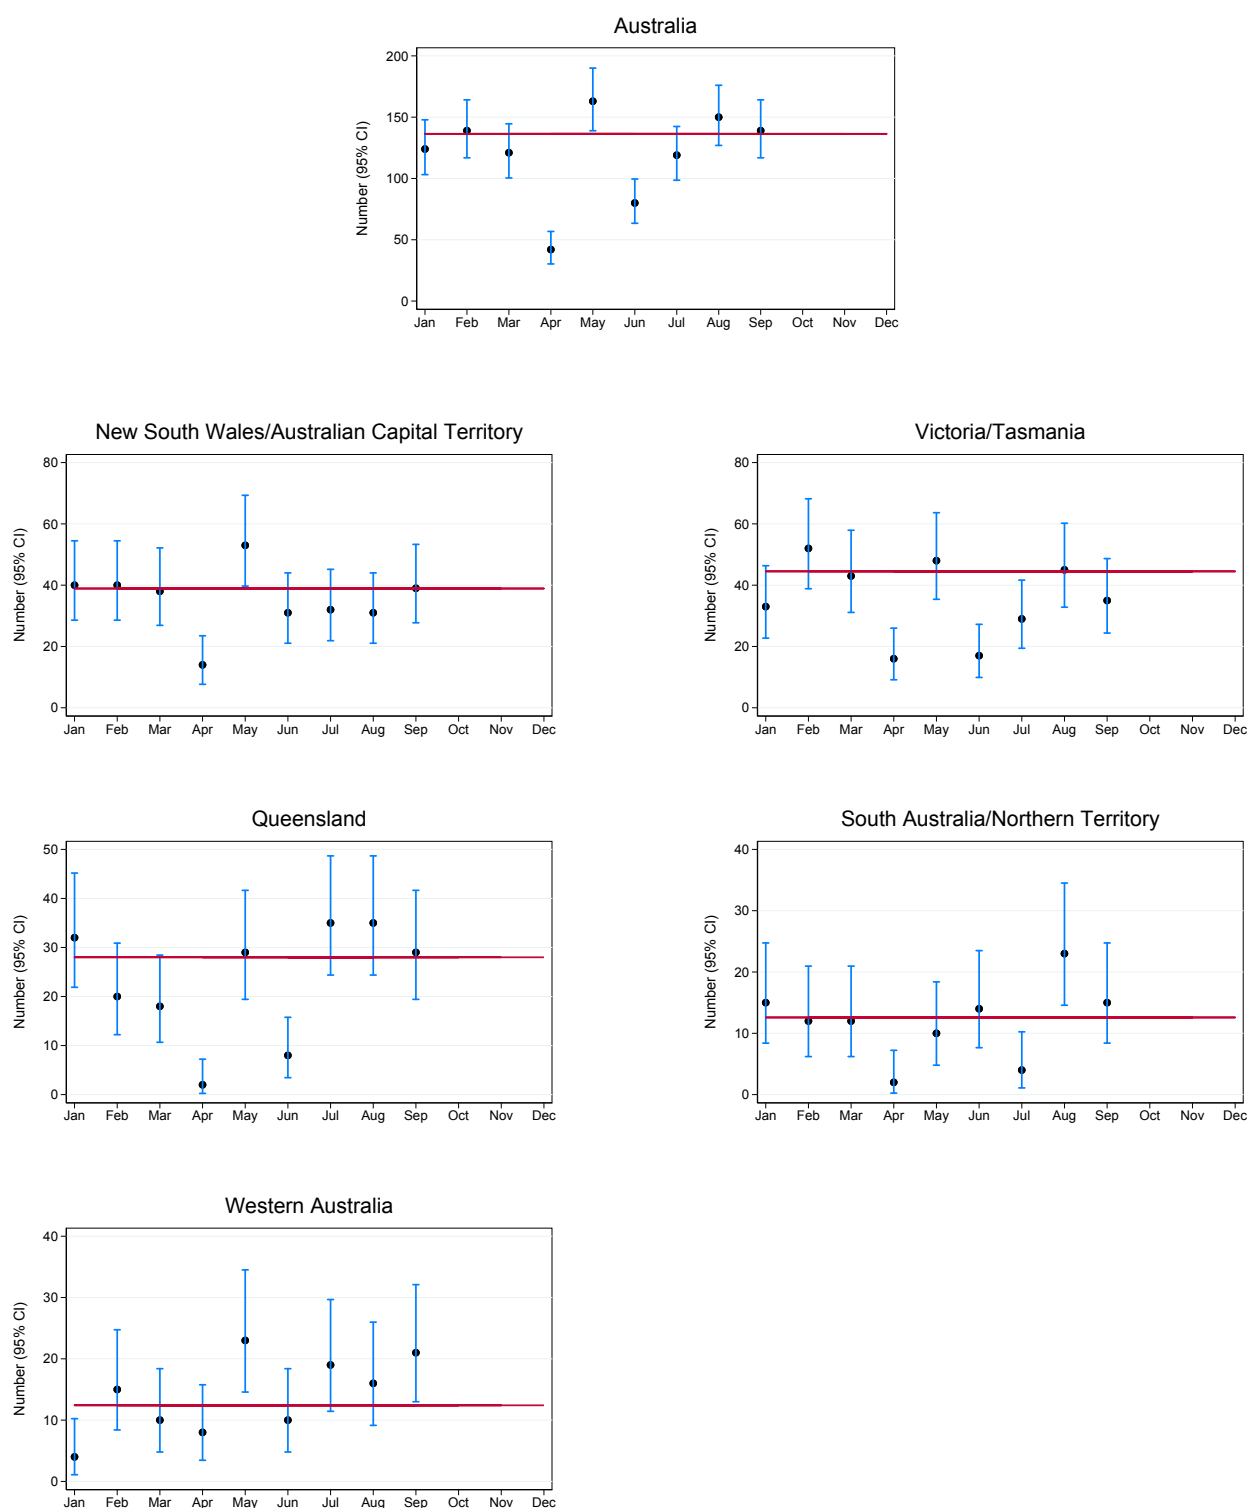 Australia
Number (95% CI)
200
150
100
50
0
Jan Feb Mar Apr May Jun Jul Aug Sep Oct Nov Dec
New South Wales/Australian Capital Territory
Number (95% CI)
80
60
40
20
0
Jan Feb Mar Apr May Jun Jul Aug Sep Oct Nov Dec
Victoria/Tasmania
Number (95% CI)
80
60
40
20
0
Jan Feb Mar Apr May Jun Jul Aug Sep Oct Nov Dec
Queensland
Number (95% CI)
50
40
30
20
10
0
Jan Feb Mar Apr May Jun Jul Aug Sep Oct Nov Dec
South Australia/Northern Territory
Number (95% CI)
40
30
20
10
0
Jan Feb Mar Apr May Jun Jul Aug Sep Oct Nov Dec
Western Australia
Number (95% CI)
40
30
20
10
0
Jan Feb Mar Apr May Jun Jul Aug Sep Oct Nov Dec